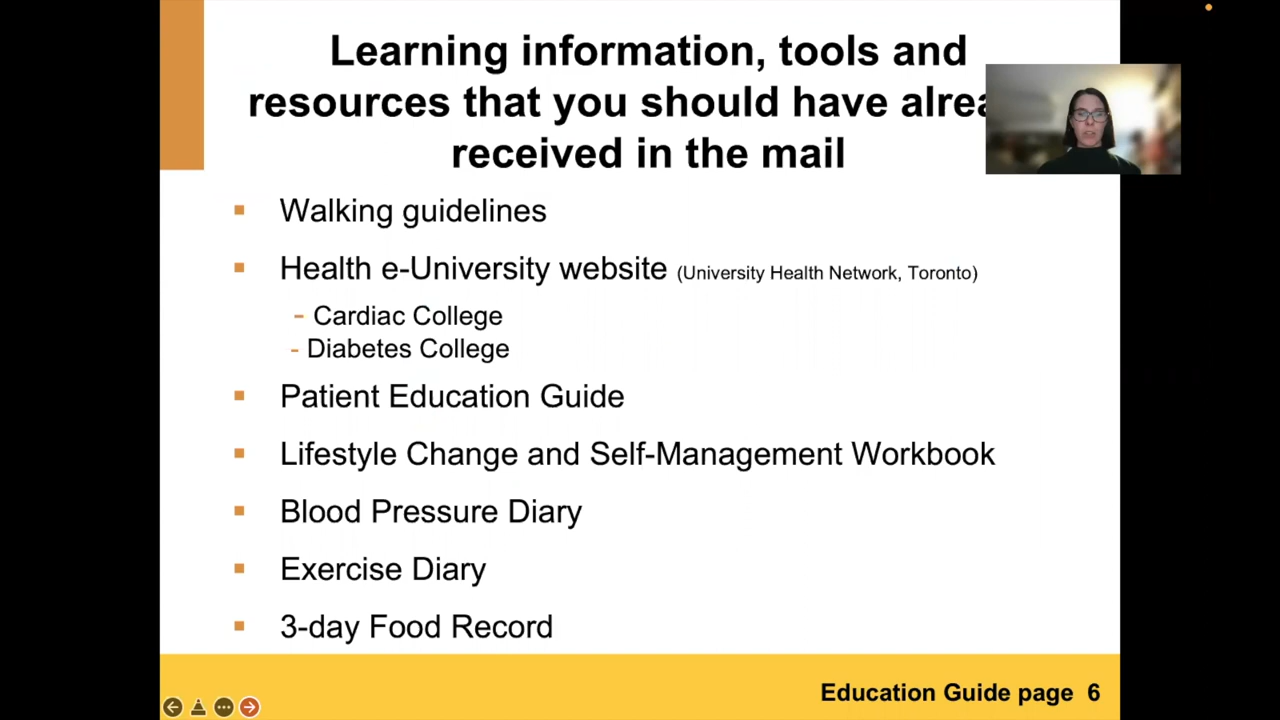 Learning information, tools and
resources that you should have alrea
received in the mail
▪ Walking guidelines
▪ Health e-University website (University Health Network, Toronto)
- Cardiac College
- Diabetes College
▪ Patient Education Guide
▪ Lifestyle Change and Self-Management Workbook
▪ Blood Pressure Diary
▪ Exercise Diary
▪ 3-day Food Record
Education Guide page 6